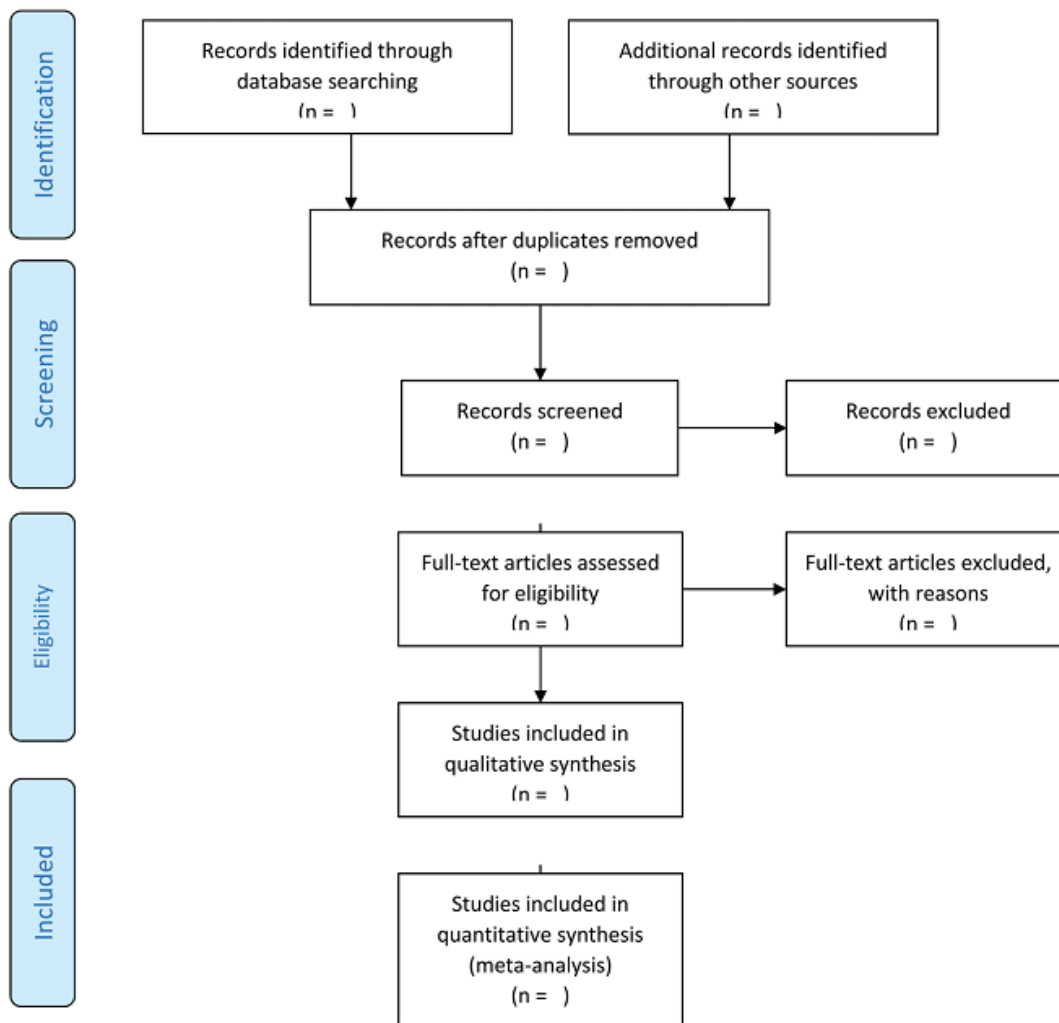 Identification
Records identified through
database searching
(n =   )
Additional records identified
through other sources
(n =   )
Records after duplicates removed
(n =   )
Screening
Records screened
(n =   )
Records excluded
(n =   )
Eligibility
Full-text articles assessed
for eligibility
(n =   )
Full-text articles excluded,
with reasons
(n =   )
Studies included in
qualitative synthesis
(n =   )
Included
Studies included in
quantitative synthesis
(meta-analysis)
(n =   )